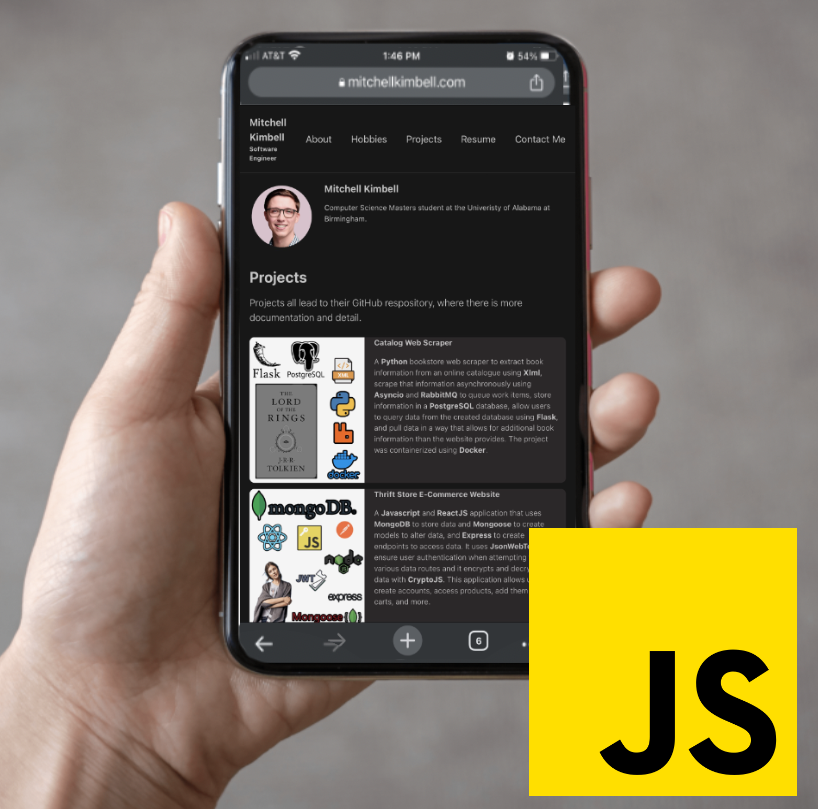 AT&T 1:46 PM 54%
mitchellkimbell.com
Mitchell
Kimbell
Software
Engineer
About Hobbies Projects Resume Contact Me
Mitchell Kimbell
Computer Science Masters student at the Univeristy of Alabama at
Birmingham.
Projects
Projects all lead to their GitHub respository, where there is more
documentation and detail.
Flask
PostgreSQL
XML
THE
LORD
OF THE
RINGS
J·R·R
TOLKIEN
docker
Catalog Web Scraper
A Python bookstore web scraper to extract book
information from an online catalogue using Xlml,
scrape that information asynchronously using
Asyncio and RabbitMQ to queue work items, store
information in a PostgreSQL database, allow users
to query data from the created database using Flask,
and pull data in a way that allows for additional book
information than the website provides. The project
was containerized using Docker.
mongoDB.
JS
node
JWT
express
Mongoose{ }
Thrift Store E-Commerce Website
A Javascript and ReactJS application that uses
MongoDB to store data and Mongoose to create
models to alter data, and Express to create
endpoints to access data. It uses JsonWebT
ensure user authentication when attempting
various data routes and it encrypts and decry
data with CryptoJS. This application allows u
create accounts, access products, add them
carts, and more.
6
JS